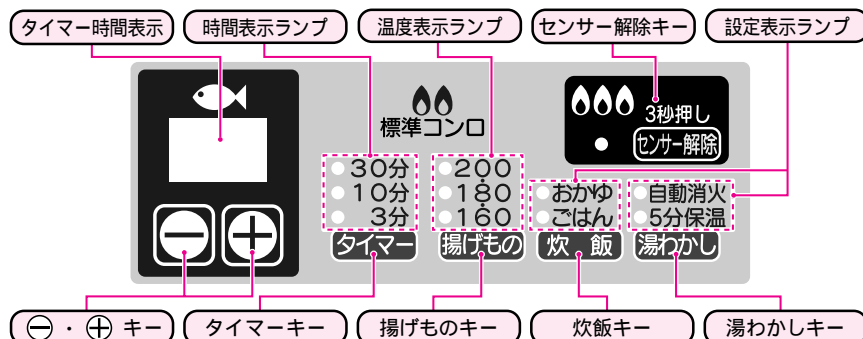 タイマー時間表示
時間表示ランプ
温度表示ランプ
センサー解除キー
設定表示ランプ
標準コンロ
3秒押し
センサー解除
30分
10分
3分
タイマー
200
180
160
揚げもの
おかゆ
ごはん
炊 飯
自動消火
5分保温
湯わかし
⊖・⊕ キー
タイマーキー
揚げものキー
炊飯キー
湯わかしキー